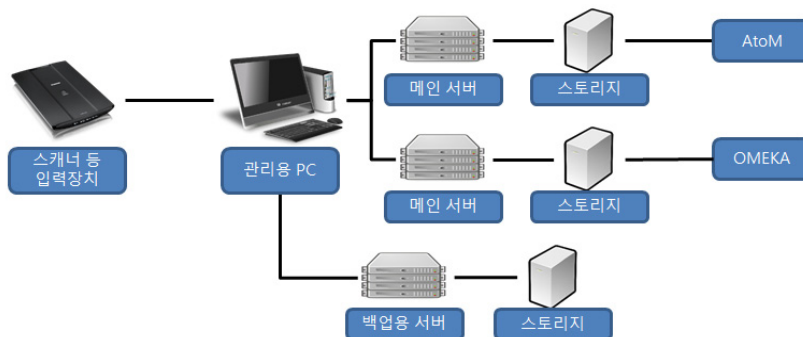 AtoM
메인 서버
스토리지
스캐너 등
입력장치
관리용 PC
메인 서버
스토리지
OMEKA
백업용 서버
스토리지